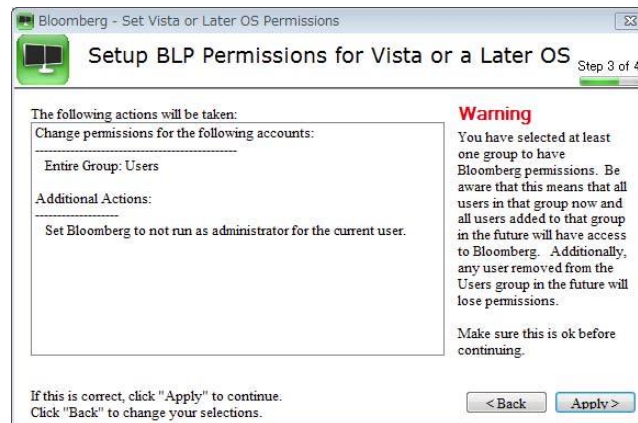 Bloomberg - Set Vista or Later OS Permissions
Setup BLP Permissions for Vista or a Later OS
Step 3 of 4
The following actions will be taken:
Change permissions for the following accounts:
----------------------------------------------
Entire Group: Users
Additional Actions:
-------------------
Set Bloomberg to not run as administrator for the current user.
Warning
You have selected at least
one group to have
Bloomberg permissions. Be
aware that this means that all
users in that group now and
all users added to that group
in the future will have access
to Bloomberg. Additionally,
any user removed from the
Users group in the future will
lose permissions.
Make sure this is ok before
continuing.
If this is correct, click "Apply" to continue.
Click "Back" to change your selections.
< Back
Apply >